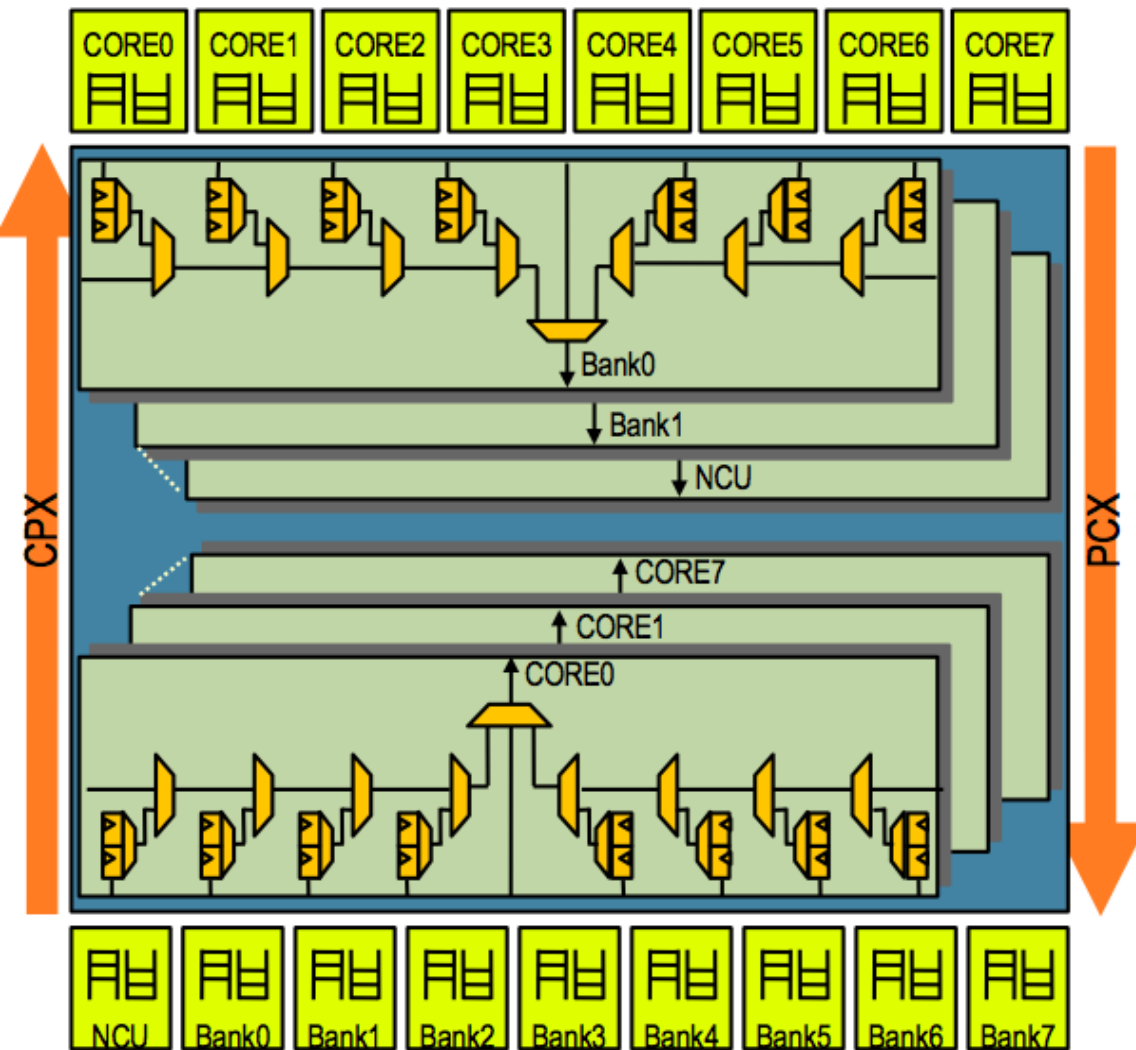 CORE0 CORE1 CORE2 CORE3 CORE4 CORE5 CORE6 CORE7
Bank0
Bank1
NCU
CPX
PCX
CORE7
CORE1
CORE0
NCU Bank0 Bank1 Bank2 Bank3 Bank4 Bank5 Bank6 Bank7